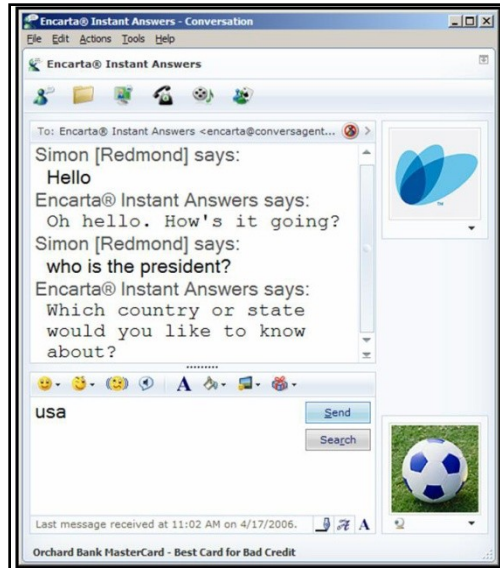 Encarta® Instant Answers - Conversation
File Edit Actions Tools Help
Encarta® Instant Answers
To: Encarta® Instant Answers <encarta@conversagent...
Simon [Redmond] says:
Hello
Encarta® Instant Answers says:
Oh hello. How's it going?
Simon [Redmond] says:
who is the president?
Encarta® Instant Answers says:
Which country or state
would you like to know
about?
A
usa
Send
Search
Last message received at 11:02 AM on 4/17/2006.
A
Orchard Bank MasterCard - Best Card for Bad Credit